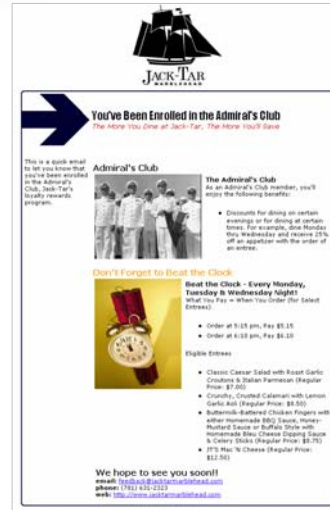 JACK-TAR
MARBLEHEAD
You've Been Enrolled in the Admiral's Club
The More You Dine at Jack-Tar, The More You'll Save
This is a quick email
to let you know that
you've been enrolled
in the Admiral's
Club, Jack-Tar's
loyalty rewards
program.
Admiral's Club
The Admiral's Club
As an Admiral's Club member, you'll
enjoy the following benefits:
Discounts for dining on certain
evenings or for dining at certain
times. For example, dine Monday
thru Wednesday and receive 25%
off an appetizer with the order of
an entree.
Don't Forget to Beat the Clock
Beat the Clock - Every Monday,
Tuesday & Wednesday Night!!
What You Pay = When You Order (for Select
Entrees)
Order at 5:15 pm, Pay $5.15
Order at 6:10 pm, Pay $6.10
Eligible Entrees
Classic Caesar Salad with Roast Garlic
Croutons & Italian Parmesan (Regular
Price: $7.00)
Crunchy, Crusted Calamari with Lemon
Garlic Aioli (Regular Price: $8.50)
Buttermilk-Battered Chicken Fingers with
either Homemade BBQ Sauce, Honey-
Mustard Sauce or Buffalo Style with
Homemade Bleu Cheese Dipping Sauce
& Celery Sticks (Regular Price: $8.75)
JT'S Mac 'N Cheese (Regular Price:
$12.50)
We hope to see you soon!!
email: feedback@jacktarmarblehead.com
phone: (781) 631-2323
web: http://www.jacktarmarblehead.com